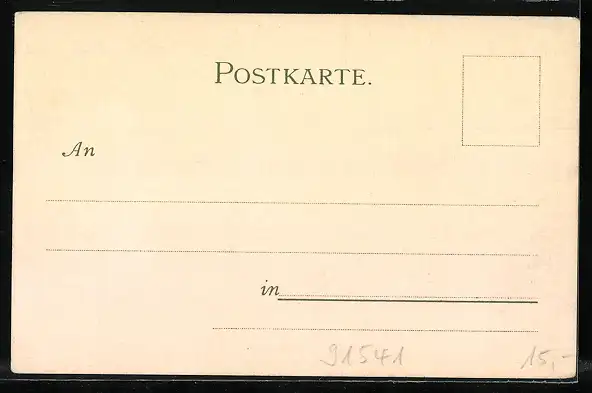 POSTKARTE.
An
in
91541 15,-